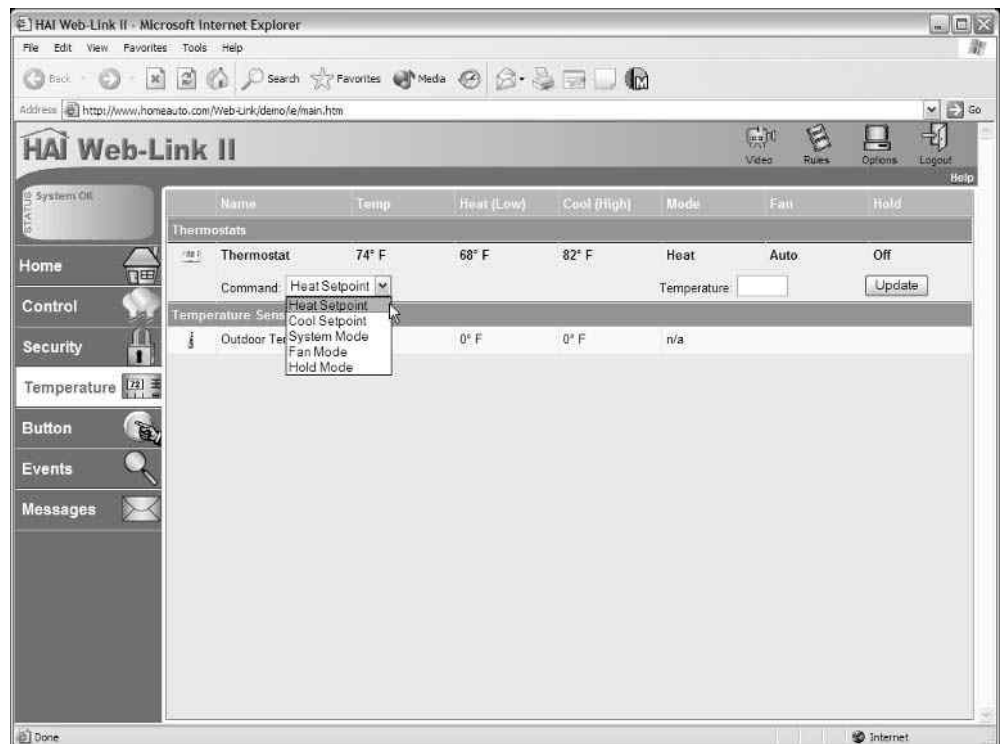 HAI Web-Link II - Microsoft Internet Explorer
File Edit View Favorites Tools Help
Back Search Favorites Media
Address http://www.homeauto.com/Web-Link/demo/e/main.htm Go
HAI Web-Link II
Video Rules Options Logout
Help
STATUS System OK
Name Temp Heat (Low) Cool (High) Mode Fan Hold
Thermostats
Thermostat 74° F 68° F 82° F Heat Auto Off
Command: Heat Setpoint Temperature: Update
Heat Setpoint
Cool Setpoint
System Mode
Fan Mode
Hold Mode
Temperature Sens
Outdoor Te 0° F 0° F n/a
Home
Control
Security
Temperature 72
Button
Events
Messages
Done Internet